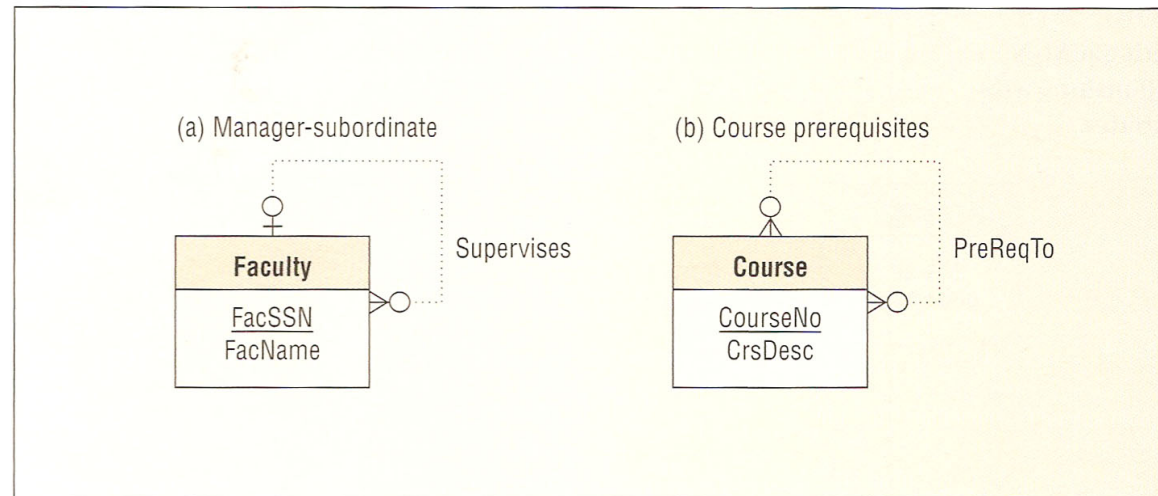 (a) Manager-subordinate
Supervises
Faculty
FacSSN
FacName
(b) Course prerequisites
PreReqTo
Course
CourseNo
CrsDesc